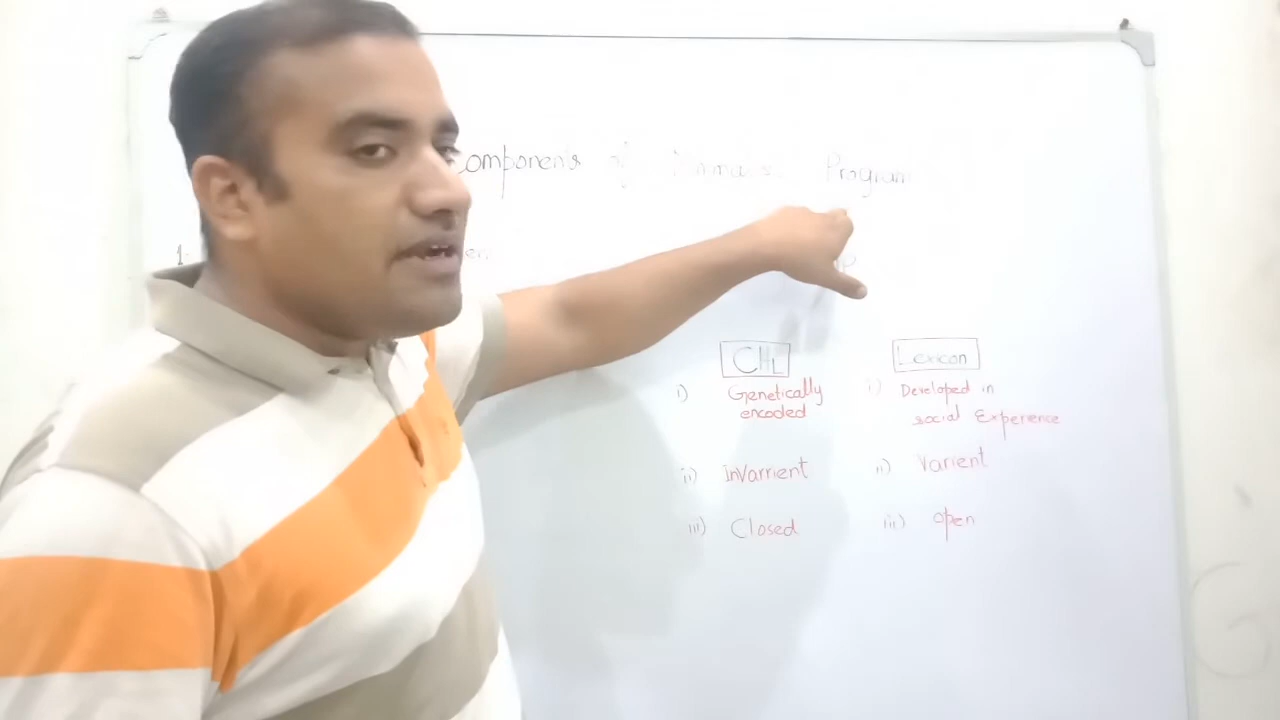 components of Minimalist Program
1.
CHL
Lexicon
i) Genetically
encoded
i) Developed in
social Experience
ii) InVarrient
ii) Varient
iii) Closed
iii) open